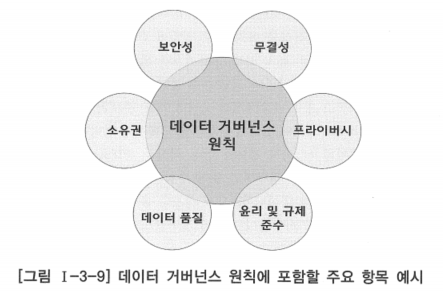 보안성
무결성
소유권
데이터 거버넌스
원칙
프라이버시
데이터 품질
윤리 및 규제
준수
[그림 Ⅰ-3-9] 데이터 거버넌스 원칙에 포함할 주요 항목 예시